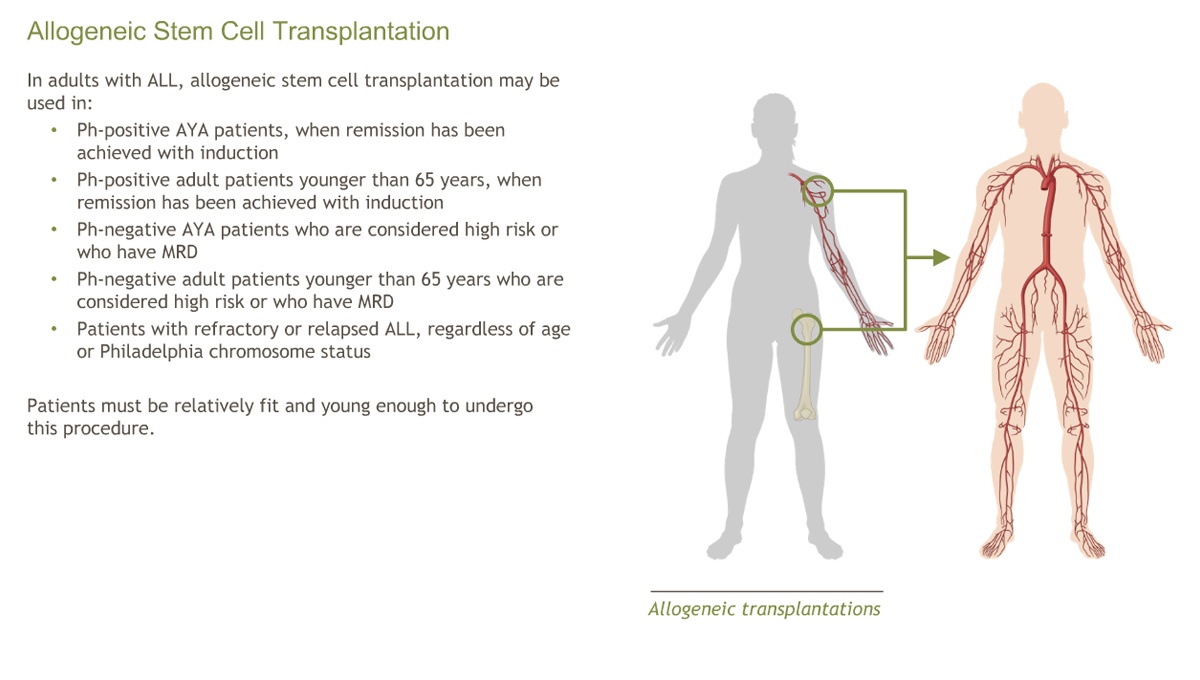 Allogeneic Stem Cell Transplantation
In adults with ALL, allogeneic stem cell transplantation may be
used in:
• Ph-positive AYA patients, when remission has been
achieved with induction
• Ph-positive adult patients younger than 65 years, when
remission has been achieved with induction
• Ph-negative AYA patients who are considered high risk or
who have MRD
• Ph-negative adult patients younger than 65 years who are
considered high risk or who have MRD
• Patients with refractory or relapsed ALL, regardless of age
or Philadelphia chromosome status
Patients must be relatively fit and young enough to undergo
this procedure.
Allogeneic transplantations